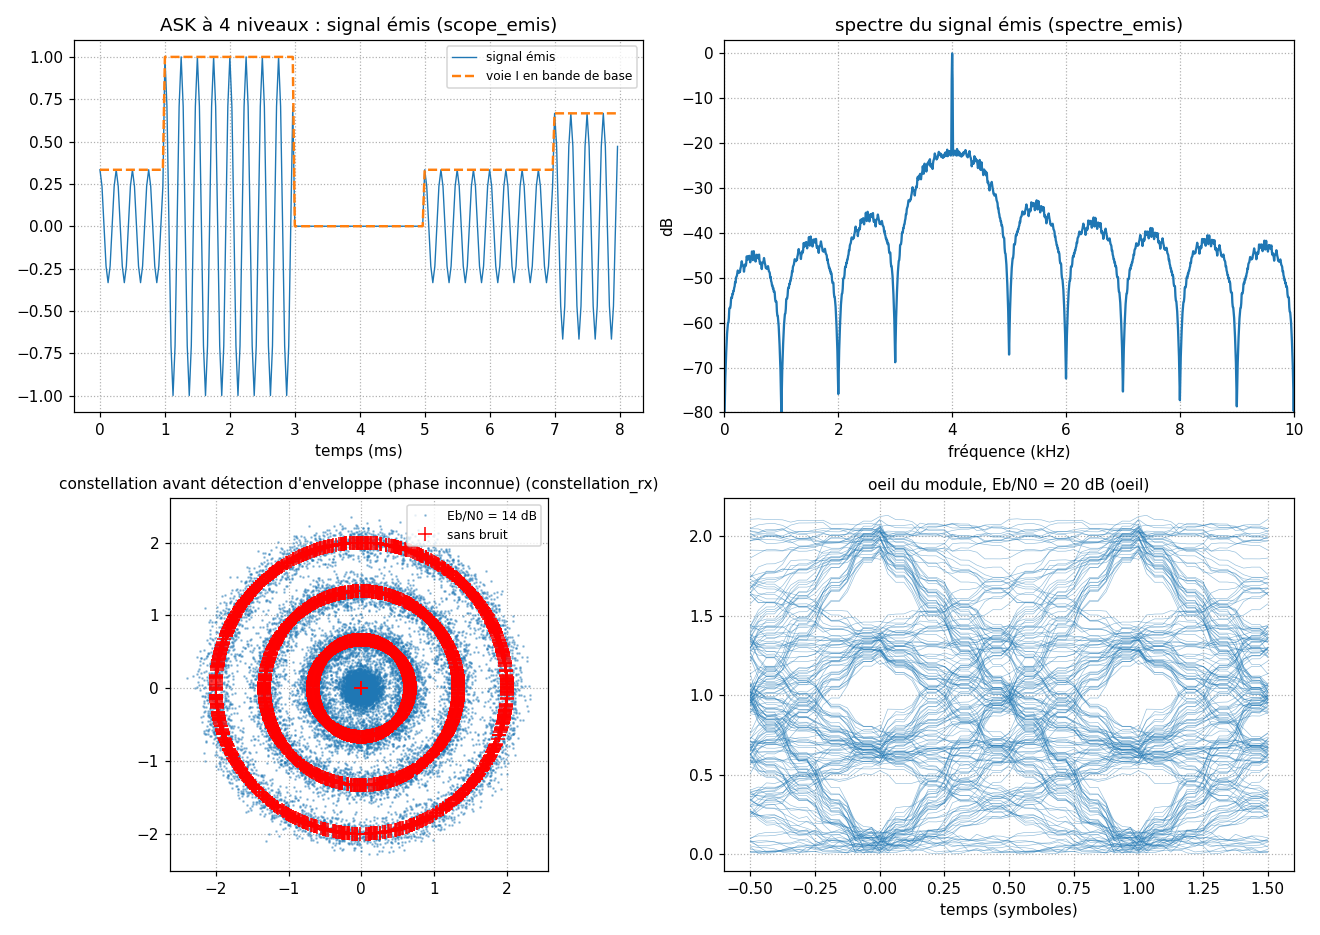 ASK à 4 niveaux : signal émis (scope_emis)
1.00
0.75
0.50
0.25
0.00
−0.25
−0.50
−0.75
−1.00
signal émis
voie I en bande de base
0 1 2 3 4 5 6 7 8
temps (ms)
spectre du signal émis (spectre_emis)
dB
0
−10
−20
−30
−40
−50
−60
−70
−80
0 2 4 6 8 10
fréquence (kHz)
constellation avant détection d'enveloppe (phase inconnue) (constellation_rx)
Eb/N0 = 14 dB
sans bruit
2
1
0
−1
−2
−2 −1 0 1 2
oeil du module, Eb/N0 = 20 dB (oeil)
2.0
1.5
1.0
0.5
0.0
−0.50 −0.25 0.00 0.25 0.50 0.75 1.00 1.25 1.50
temps (symboles)